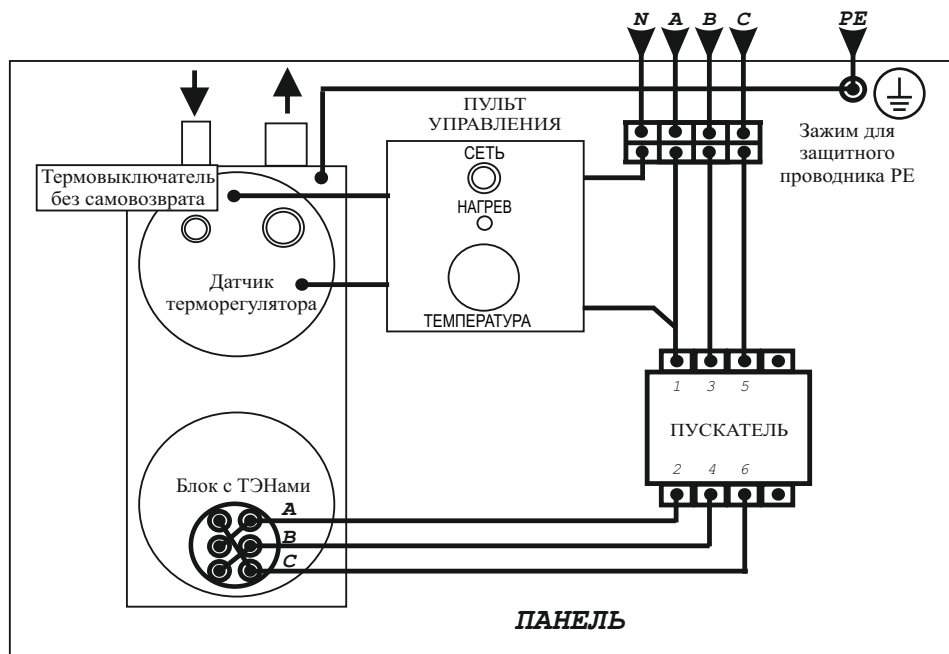 N A B C PE
ПУЛЬТ
УПРАВЛЕНИЯ
Зажим для
защитного
проводника PE
СЕТЬ
НАГРЕВ
ТЕМПЕРАТУРА
Термовыключатель
без самовозврата
Датчик
терморегулятора
1 3 5
ПУСКАТЕЛЬ
2 4 6
Блок с ТЭНами
A
B
C
ПАНЕЛЬ